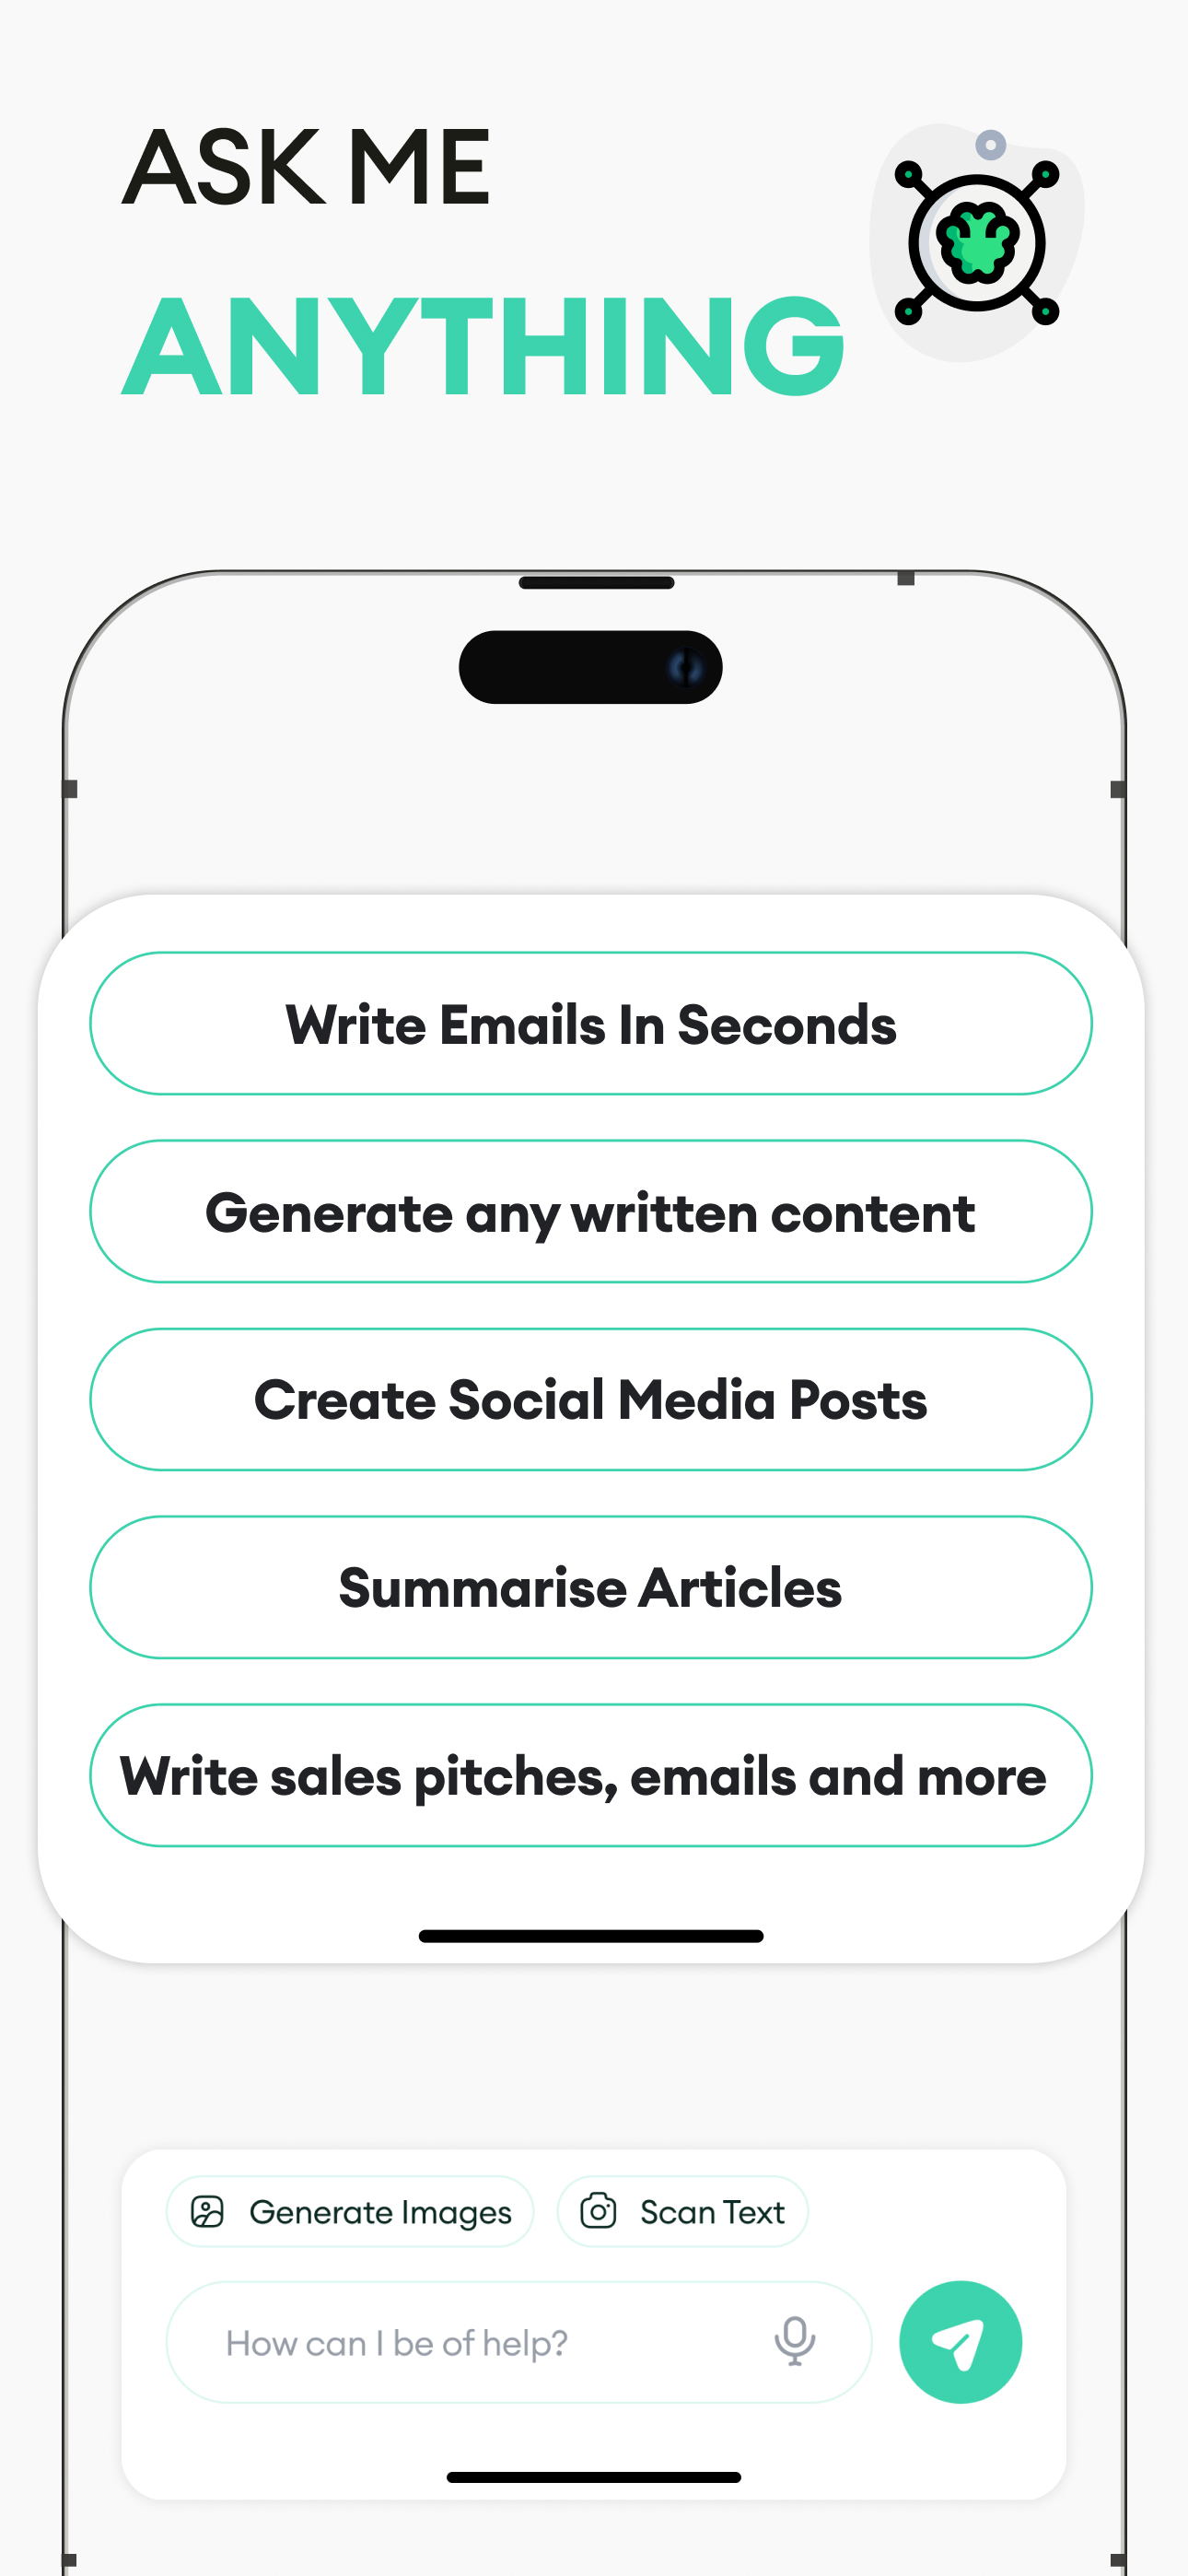 ASK ME
ANYTHING
Write Emails In Seconds
Generate any written content
Create Social Media Posts
Summarise Articles
Write sales pitches, emails and more
Generate Images
Scan Text
How can I be of help?